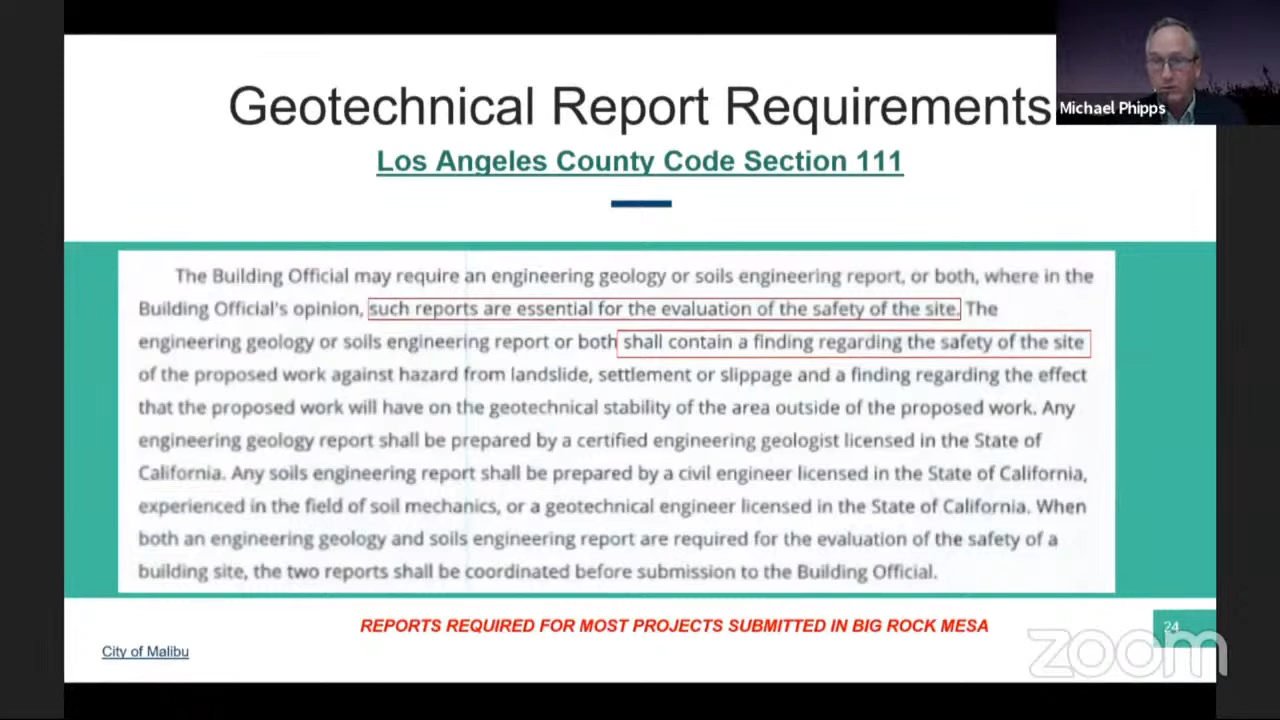 Geotechnical Report Requirements
Michael Phipps
Los Angeles County Code Section 111
The Building Official may require an engineering geology or soils engineering report, or both, where in the
Building Official's opinion, such reports are essential for the evaluation of the safety of the site. The
engineering geology or soils engineering report or both shall contain a finding regarding the safety of the site
of the proposed work against hazard from landslide, settlement or slippage and a finding regarding the effect
that the proposed work will have on the geotechnical stability of the area outside of the proposed work. Any
engineering geology report shall be prepared by a certified engineering geologist licensed in the State of
California. Any soils engineering report shall be prepared by a civil engineer licensed in the State of California,
experienced in the field of soil mechanics, or a geotechnical engineer licensed in the State of California. When
both an engineering geology and soils engineering report are required for the evaluation of the safety of a
building site, the two reports shall be coordinated before submission to the Building Official.
REPORTS REQUIRED FOR MOST PROJECTS SUBMITTED IN BIG ROCK MESA
24
City of Malibu
zoom